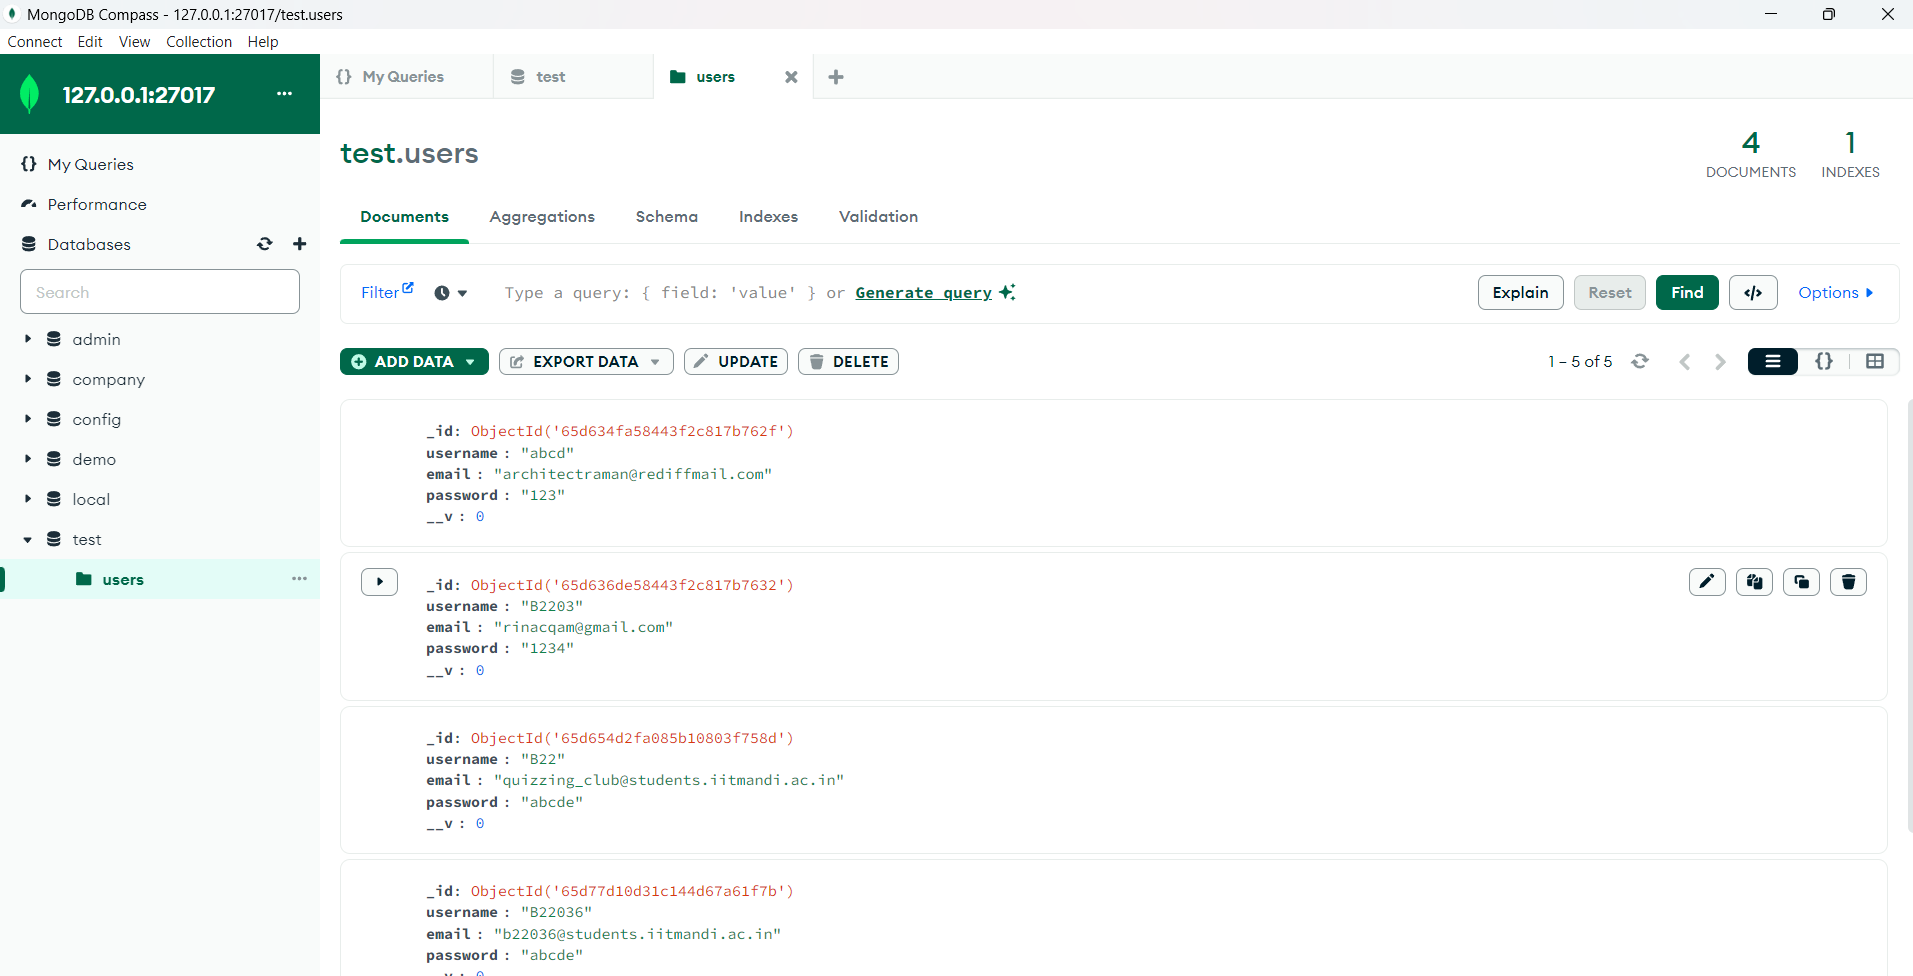 MongoDB Compass - 127.0.0.1:27017/test.users
Connect Edit View Collection Help
127.0.0.1:27017 ...
{} My Queries
test
users
{} My Queries
Performance
Databases
Search
admin
company
config
demo
local
test
users ...
test.users
4 DOCUMENTS
1 INDEXES
Documents Aggregations Schema Indexes Validation
Filter Type a query: { field: 'value' } or Generate query Explain Reset Find </> Options
ADD DATA EXPORT DATA UPDATE DELETE 1 – 5 of 5 {}
_id: ObjectId('65d634fa58443f2c817b762f')
username : "abcd"
email : "architectraman@rediffmail.com"
password : "123"
__v : 0
_id: ObjectId('65d636de58443f2c817b7632')
username : "B2203"
email : "rinacqam@gmail.com"
password : "1234"
__v : 0
_id: ObjectId('65d654d2fa085b10803f758d')
username : "B22"
email : "quizzing_club@students.iitmandi.ac.in"
password : "abcde"
__v : 0
_id: ObjectId('65d77d10d31c144d67a61f7b')
username : "B22036"
email : "b22036@students.iitmandi.ac.in"
password : "abcde"
__v : 0